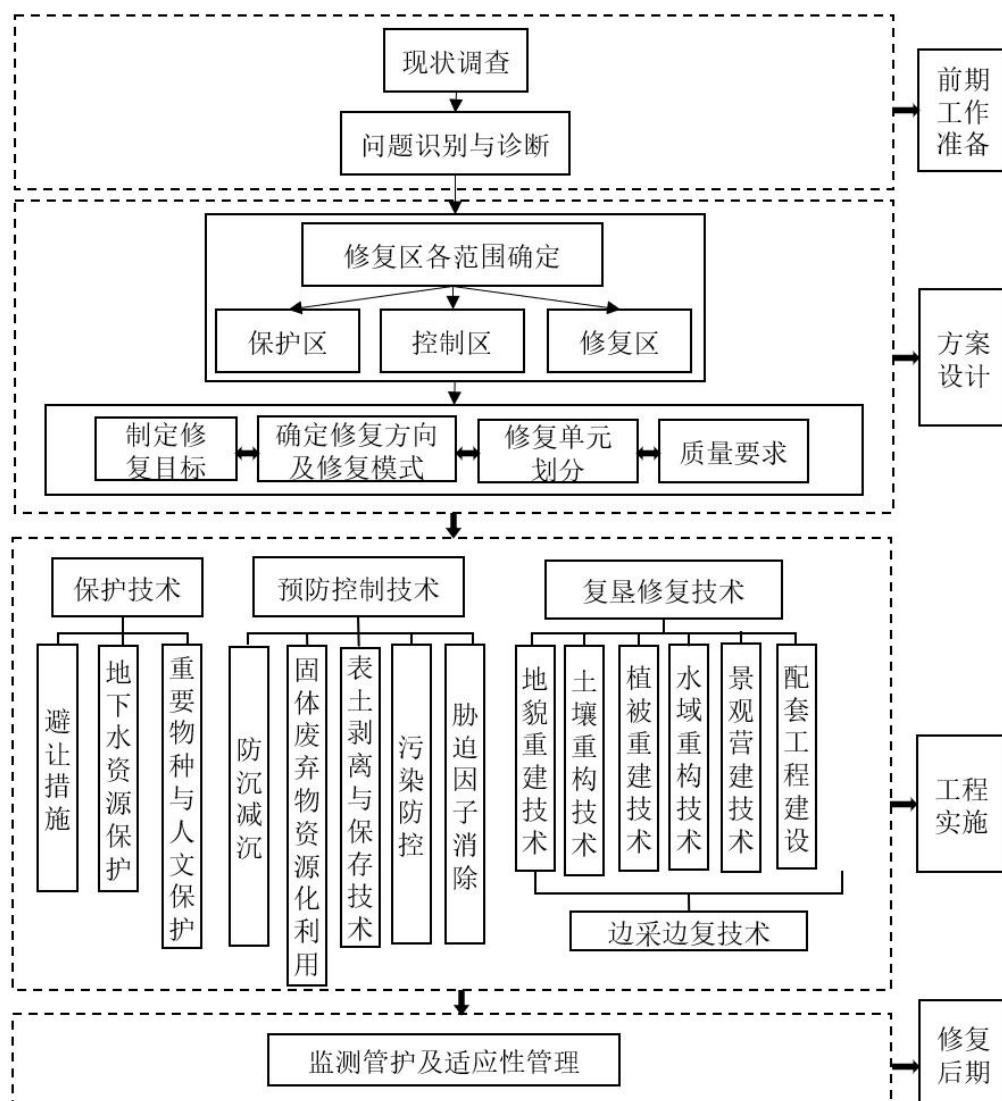 现状调查
问题识别与诊断
前期
工作
准备
修复区各范围确定
保护区
控制区
修复区
制定修
复目标
确定修复方向
及修复模式
修复单元
划分
质量要求
方案
设计
保护技术
避让措施
地下水资源保护
重要物种与人文保护
预防控制技术
防沉减沉
固体废弃物资源化利用
表土剥离与保存技术
污染防控
胁迫因子消除
复垦修复技术
地貌重建技术
土壤重构技术
植被重建技术
水域重构技术
景观营建技术
配套工程建设
边采边复技术
工程
实施
监测管护及适应性管理
修复
后期